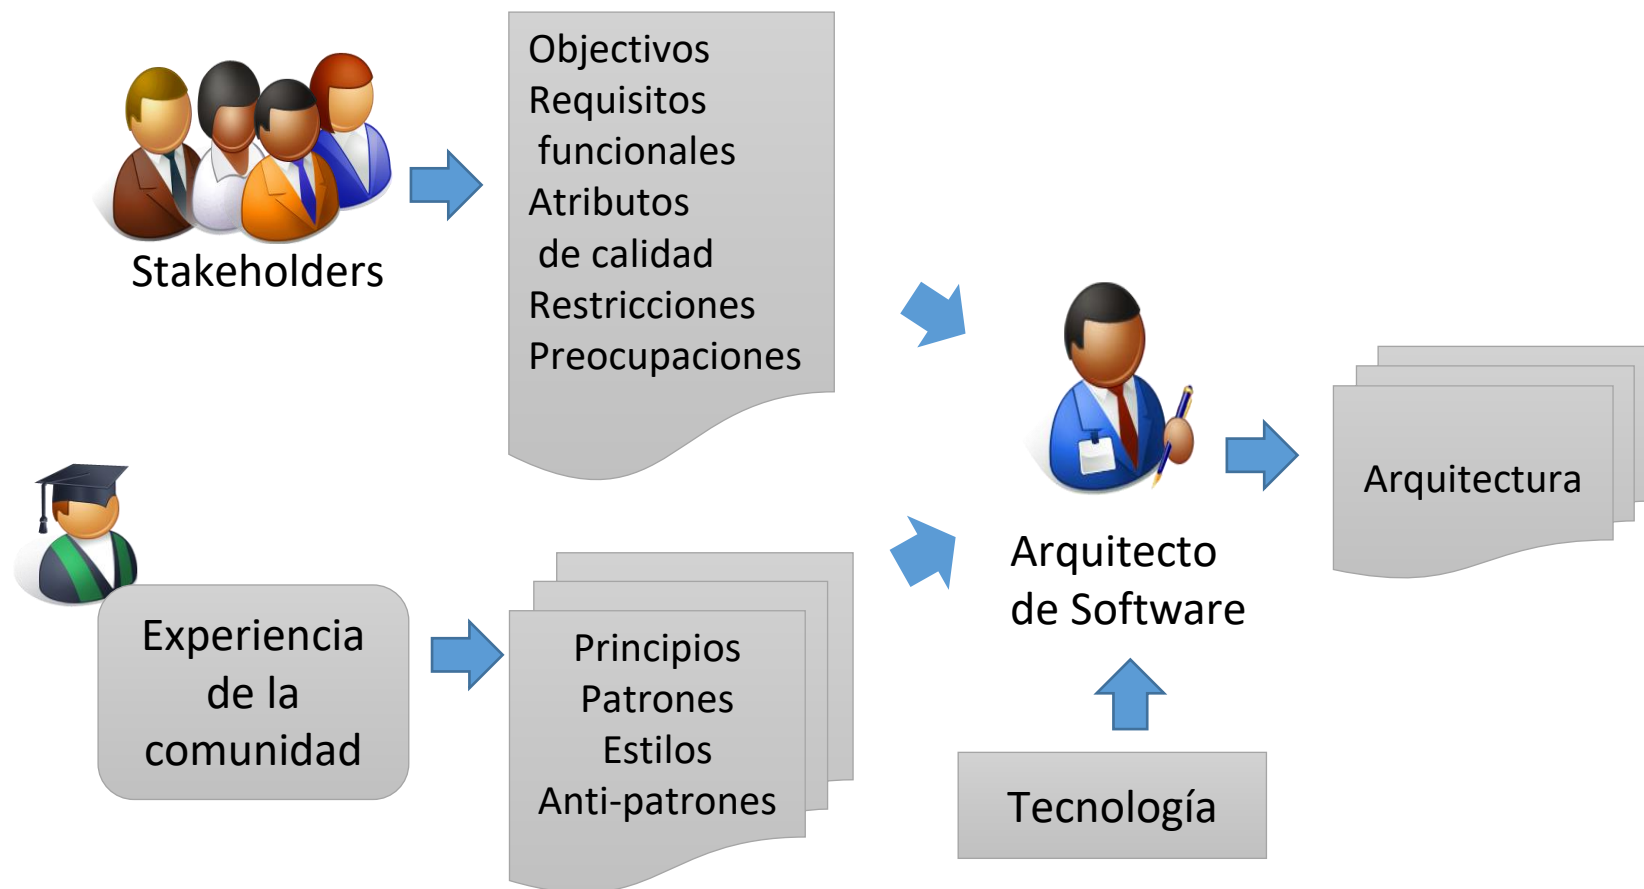 Stakeholders
Objectivos
Requisitos
funcionales
Atributos
de calidad
Restricciones
Preocupaciones
Experiencia
de la
comunidad
Principios
Patrones
Estilos
Anti-patrones
Arquitecto
de Software
Tecnología
Arquitectura